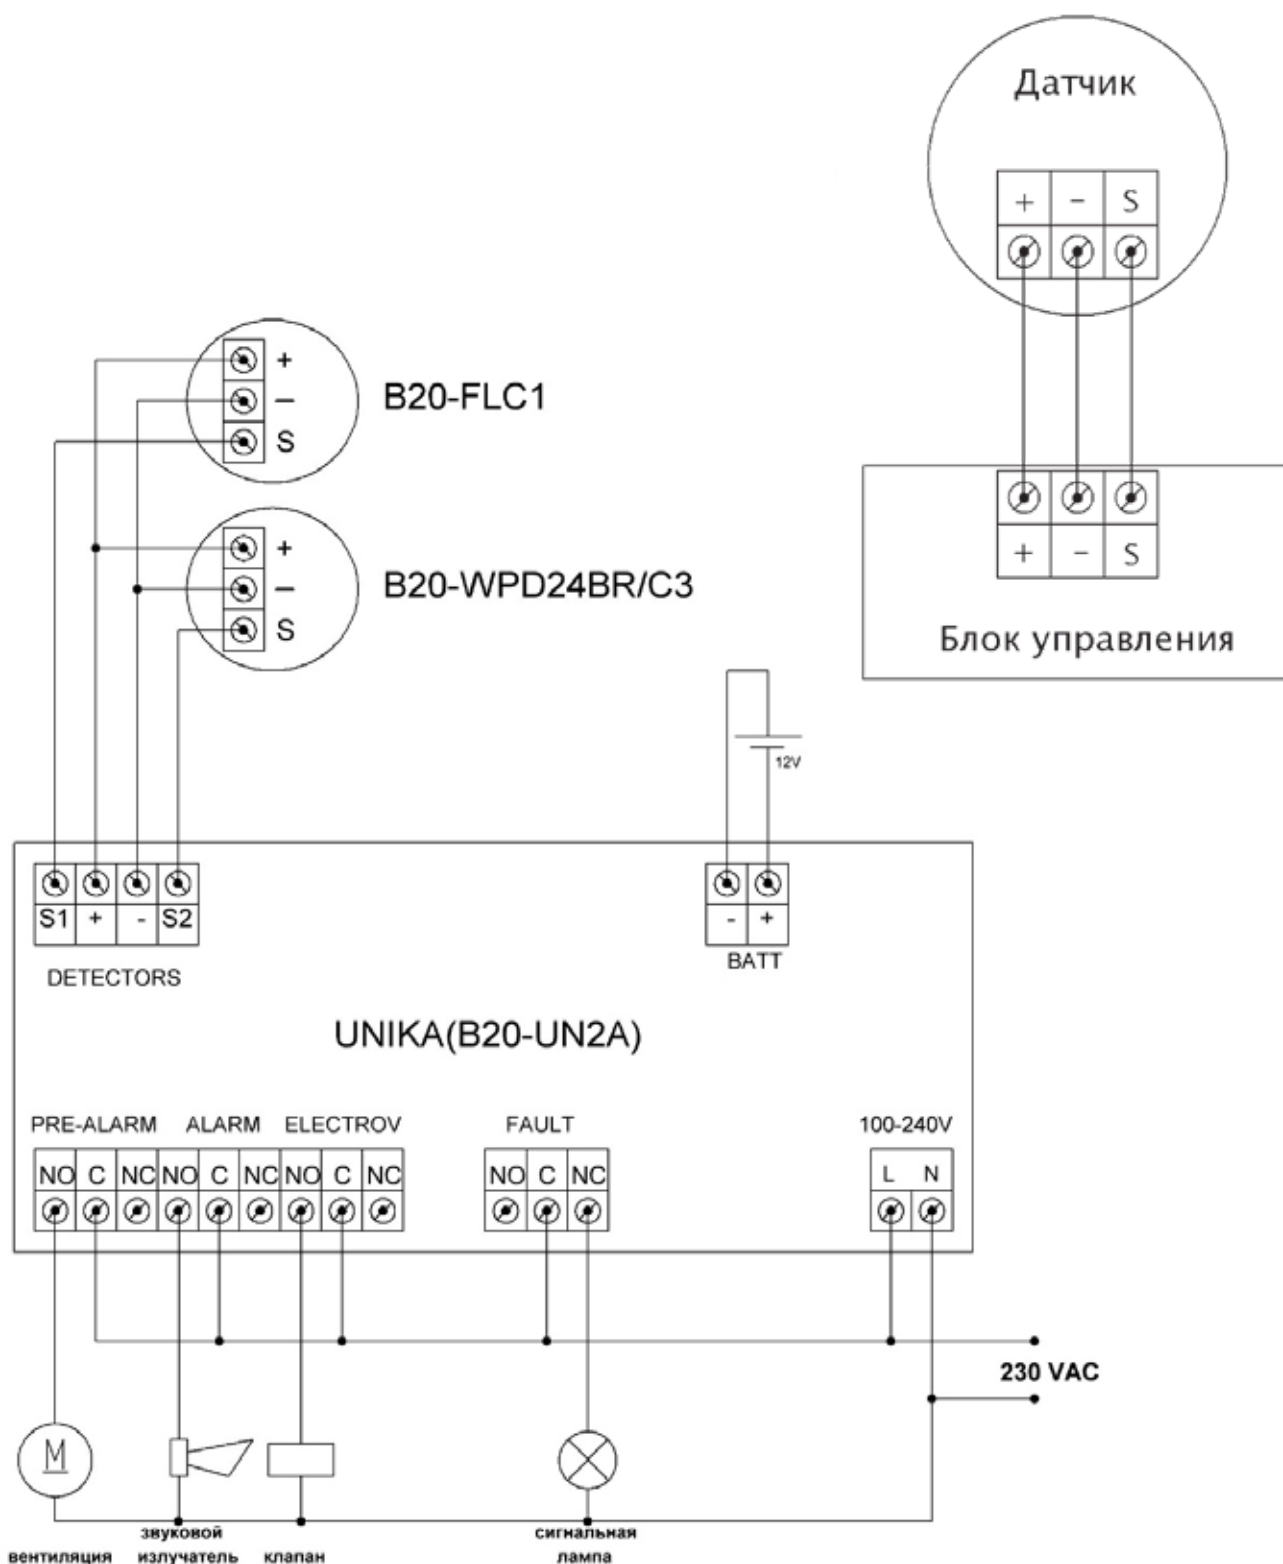 Датчик
+ − S
+ − S
Блок управления
+
−
S
B20-FLC1
+
−
S
B20-WPD24BR/C3
12V
S1 + - S2
DETECTORS
- +
BATT
UNIKA(B20-UN2A)
PRE-ALARM ALARM ELECTROV FAULT 100-240V
NO C NC NO C NC NO C NC NO C NC L N
230 VAC
M
вентиляция
звуковой
излучатель
клапан
сигнальная
лампа